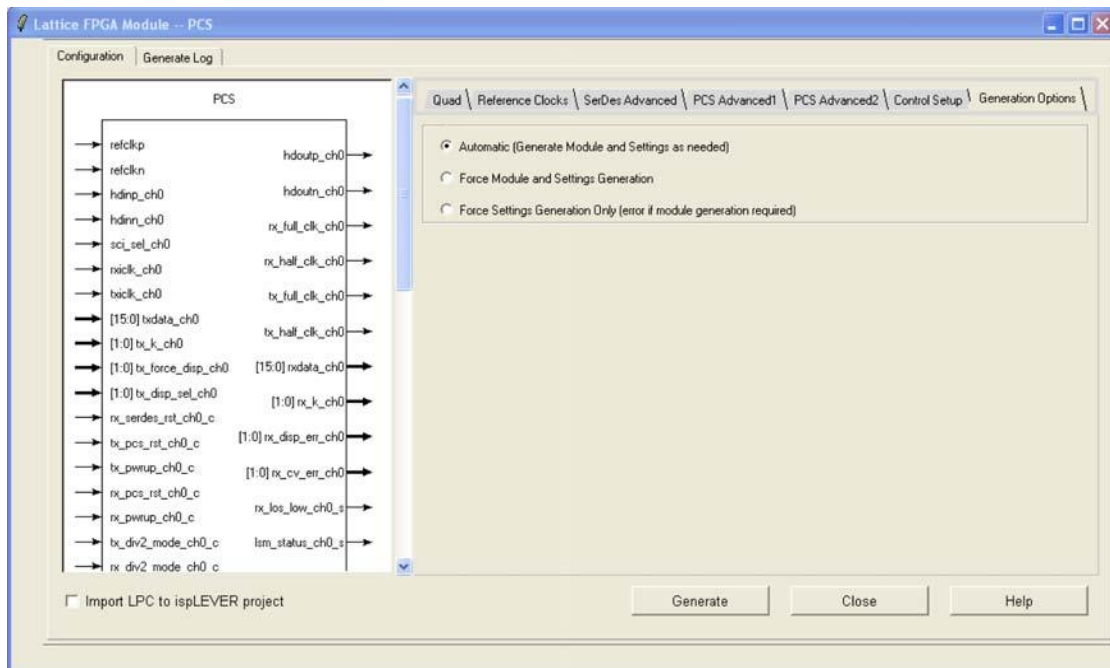 Lattice FPGA Module -- PCS
Configuration
Generate Log
PCS
refclkp
refclkn
hdinp_ch0
hdinn_ch0
sci_sel_ch0
rxiclk_ch0
txiclk_ch0
[15:0] txdata_ch0
[1:0] tx_k_ch0
[1:0] tx_force_disp_ch0
[1:0] tx_disp_sel_ch0
rx_serdes_rst_ch0_c
tx_pcs_rst_ch0_c
tx_pwrup_ch0_c
rx_pcs_rst_ch0_c
rx_pwrup_ch0_c
tx_div2_mode_ch0_c
rx_div2_mode_ch0_c
hdoutp_ch0
hdoutn_ch0
rx_full_clk_ch0
rx_half_clk_ch0
tx_full_clk_ch0
tx_half_clk_ch0
[15:0] rxdata_ch0
[1:0] rx_k_ch0
[1:0] rx_disp_err_ch0
[1:0] rx_cv_err_ch0
rx_los_low_ch0_s
lsm_status_ch0_s
Quad \ Reference Clocks \ SerDes Advanced \ PCS Advanced1 \ PCS Advanced2 \ Control Setup \ Generation Options \
Automatic (Generate Module and Settings as needed)
Force Module and Settings Generation
Force Settings Generation Only (error if module generation required)
Import LPC to ispLEVER project
Generate
Close
Help